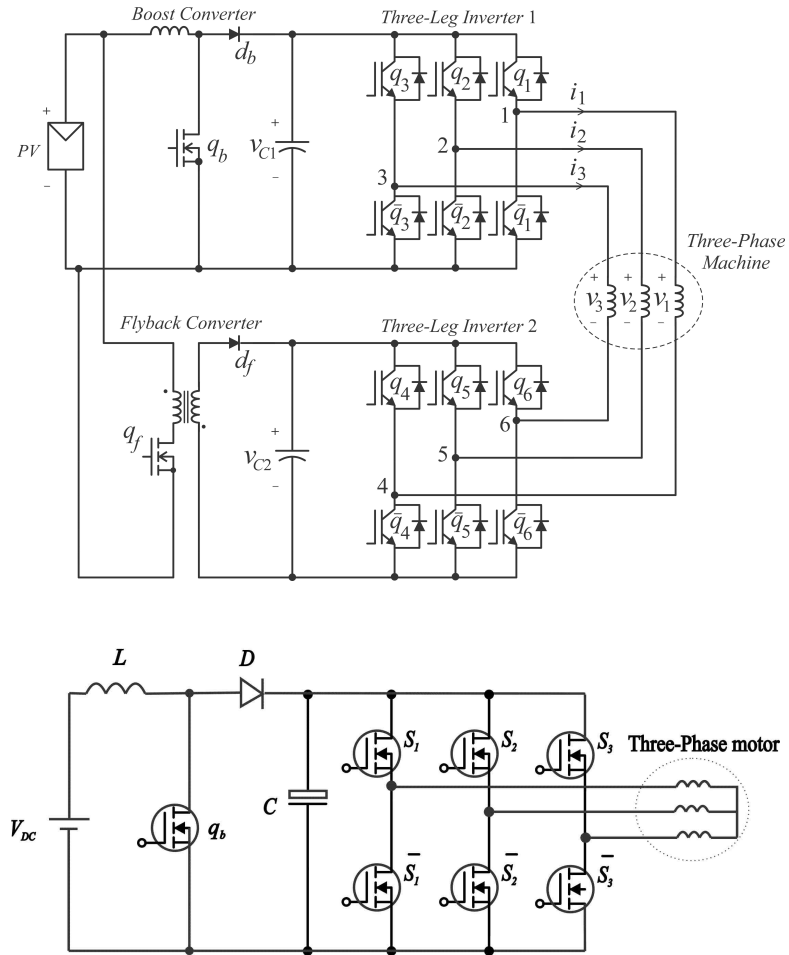 Boost Converter
Three-Leg Inverter 1
d_b
q_3
q_2
q_1
i_1
+
1
PV
q_b
+
v_C1
2
i_2
−
−
3
i_3
q̄_3
q̄_2
q̄_1
Three-Phase
Machine
+ + +
v_3 v_2 v_1
− − −
Flyback Converter
Three-Leg Inverter 2
d_f
q_4
q_5
q_6
q_f
+
6
v_C2
5
−
4
q̄_4
q̄_5
q̄_6
L
D
S_1
S_2
S_3
Three-Phase motor
V_DC
q_b
C
S̄_1
S̄_2
S̄_3